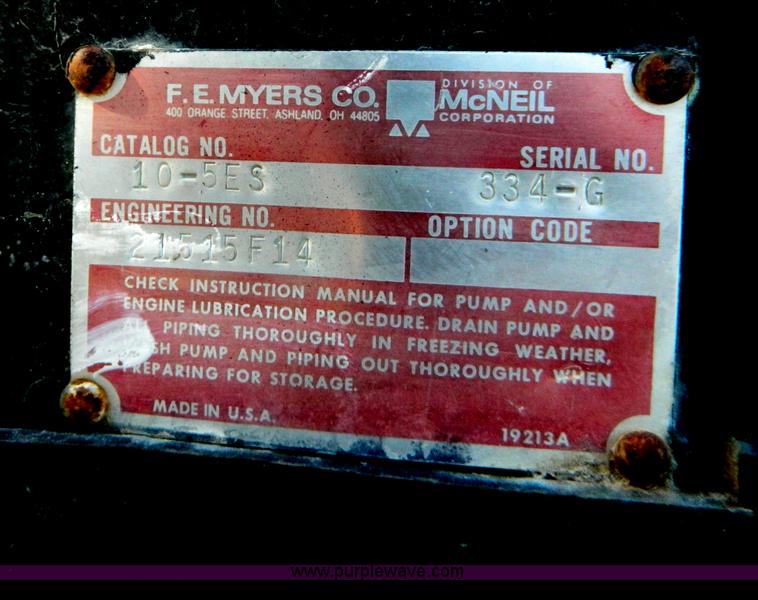 F. E. MYERS CO.
400 ORANGE STREET, ASHLAND, OH 44805
DIVISION OF
McNEIL
CORPORATION
CATALOG NO.
SERIAL NO.
10-5ES
334-G
ENGINEERING NO.
OPTION CODE
21515F14
CHECK INSTRUCTION MANUAL FOR PUMP AND/OR
ENGINE LUBRICATION PROCEDURE. DRAIN PUMP AND
PIPING THOROUGHLY IN FREEZING WEATHER,
PUMP AND PIPING OUT THOROUGHLY WHEN
PREPARING FOR STORAGE.
MADE IN U.S.A.
19213A
www.purplewave.com